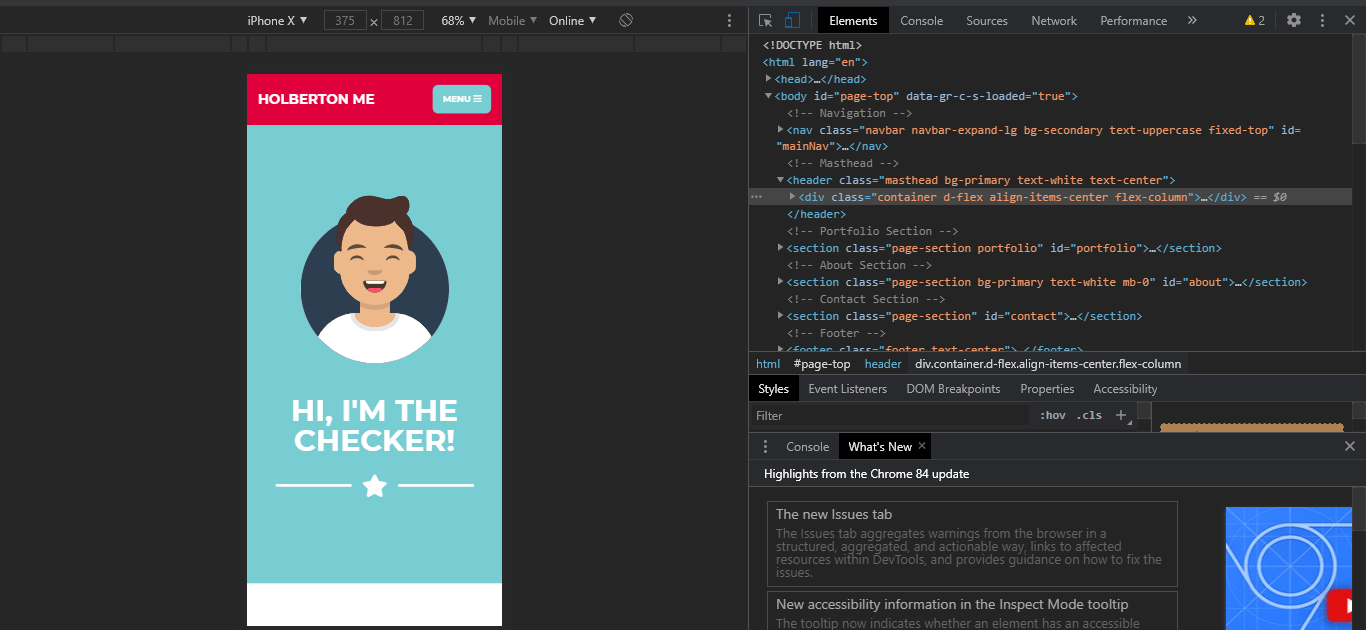 iPhone X 375 × 812 68% Mobile Online
HOLBERTON ME
MENU
HI, I'M THE
CHECKER!
Elements Console Sources Network Performance » 2
<!DOCTYPE html>
<html lang="en">
<head>…</head>
<body id="page-top" data-gr-c-s-loaded="true">
<!-- Navigation -->
<nav class="navbar navbar-expand-lg bg-secondary text-uppercase fixed-top" id=
"mainNav">…</nav>
<!-- Masthead -->
<header class="masthead bg-primary text-white text-center">
<div class="container d-flex align-items-center flex-column">…</div> == $0
</header>
<!-- Portfolio Section -->
<section class="page-section portfolio" id="portfolio">…</section>
<!-- About Section -->
<section class="page-section bg-primary text-white mb-0" id="about">…</section>
<!-- Contact Section -->
<section class="page-section" id="contact">…</section>
<!-- Footer -->
<footer class="footer text-center">…</footer>
html #page-top header div.container.d-flex.align-items-center.flex-column
Styles Event Listeners DOM Breakpoints Properties Accessibility
Filter :hov .cls +
Console What's New ×
Highlights from the Chrome 84 update
The new Issues tab
The Issues tab aggregates warnings from the browser in a
structured, aggregated, and actionable way, links to affected
resources within DevTools, and provides guidance on how to fix the
issues.
New accessibility information in the Inspect Mode tooltip
The tooltip now indicates whether an element has an accessible